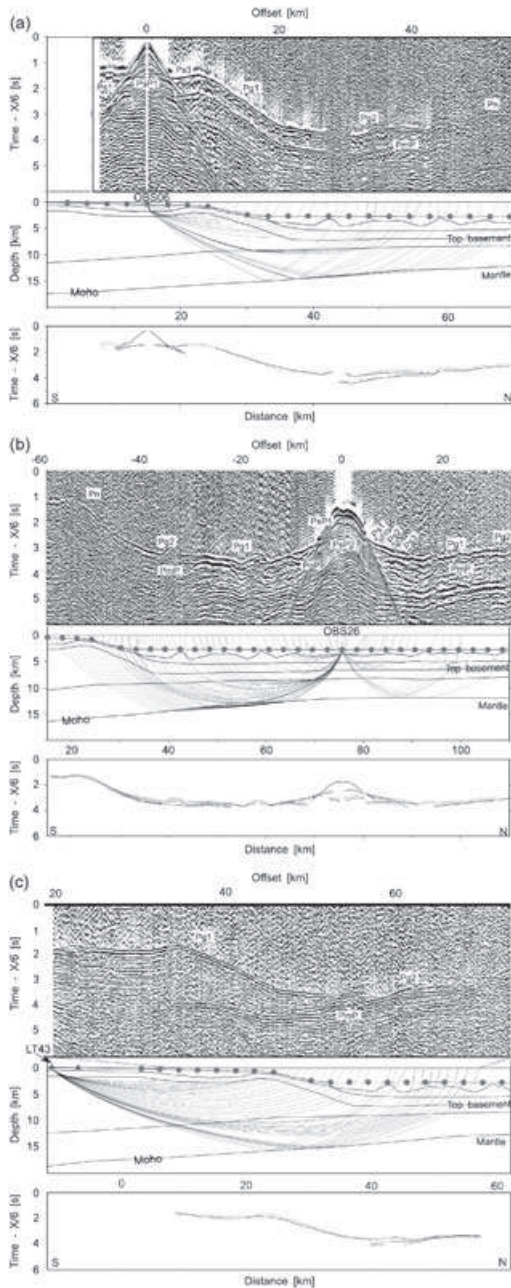 (a)
Offset [km]
0 20 40
0
1
2
3
4
5
Time - X/6 [s]
Pg1
Ps1
Pg1
Pg2
PmP
Pn
0
5
10
15
Depth [km]
Top basement
Moho
Mantle
0 20 40 60
0
2
4
6
Time - X/6 [s]
S N
Distance [km]
(b)
Offset [km]
-60 -40 -20 0 20
0
1
2
3
4
5
Time - X/6 [s]
Pn
Pg2
Pg1
PmP
PsP1
Pg1
Pg2
PmP
OBS26
0
5
10
15
Depth [km]
Top basement
Moho
Mantle
20 40 60 80 100
0
2
4
6
Time - X/6 [s]
S N
Distance [km]
(c)
Offset [km]
20 40 60
0
1
2
3
4
5
Time - X/6 [s]
Pg1
LT43
0
5
10
15
Depth [km]
Top basement
Moho
Mantle
0 20 40 60
0
2
4
6
Time - X/6 [s]
S N
Distance [km]